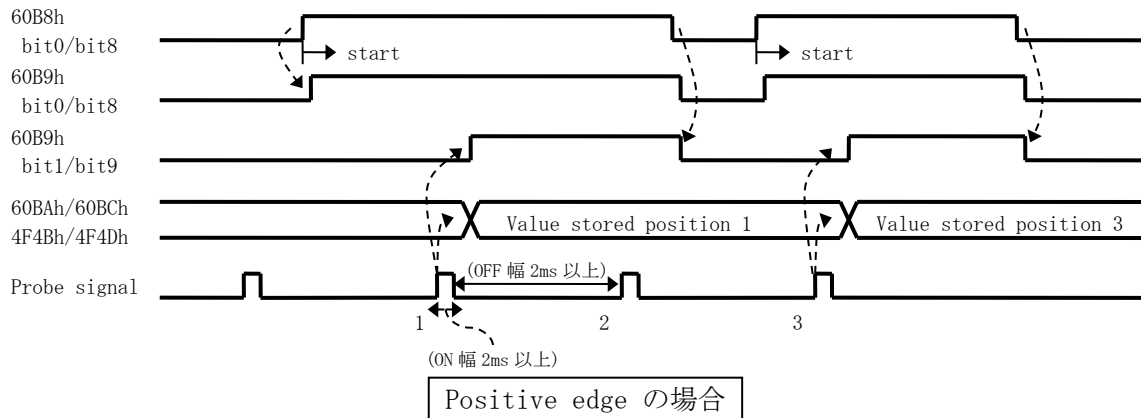 60B8h
bit0/bit8
start
start
60B9h
bit0/bit8
60B9h
bit1/bit9
60BAh/60BCh
4F4Bh/4F4Dh
Value stored position 1
Value stored position 3
(OFF 幅 2ms 以上)
Probe signal
1
2
3
(ON 幅 2ms 以上)
Positive edge の場合